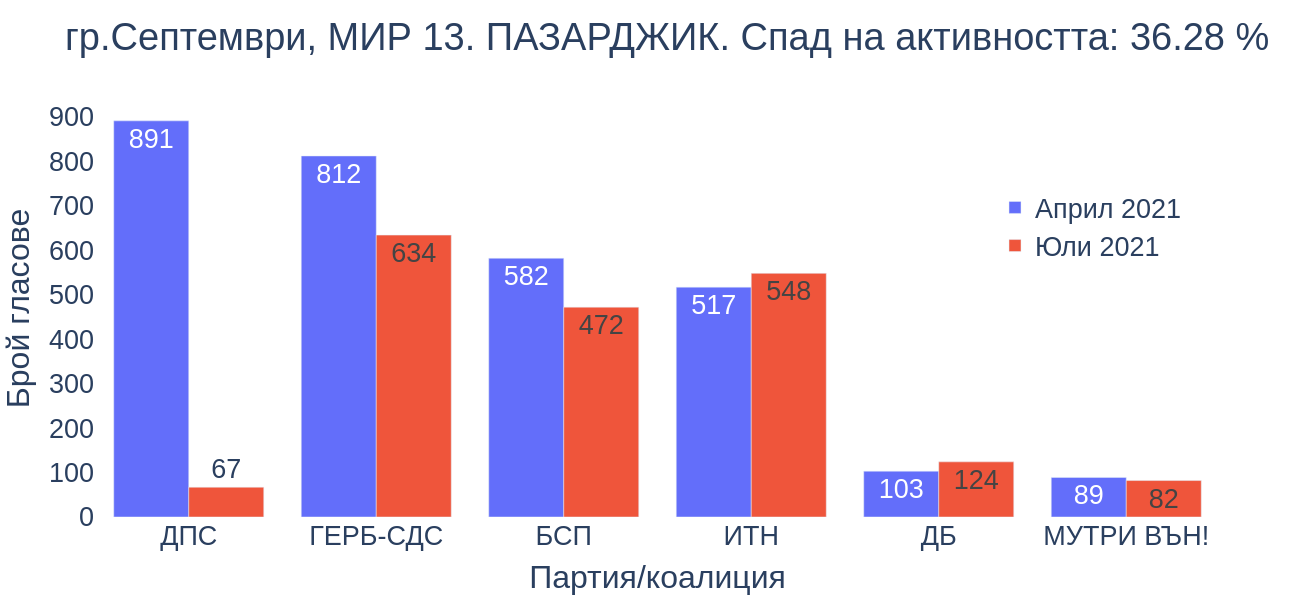 гр.Септември, МИР 13. ПАЗАРДЖИК. Спад на активността: 36.28 %
Брой гласове
900
800
700
600
500
400
300
200
100
0
891
67
812
634
582
472
517
548
103
124
89
82
Април 2021
Юли 2021
ДПС
ГЕРБ-СДС
БСП
ИТН
ДБ
МУТРИ ВЪН!
Партия/коалиция